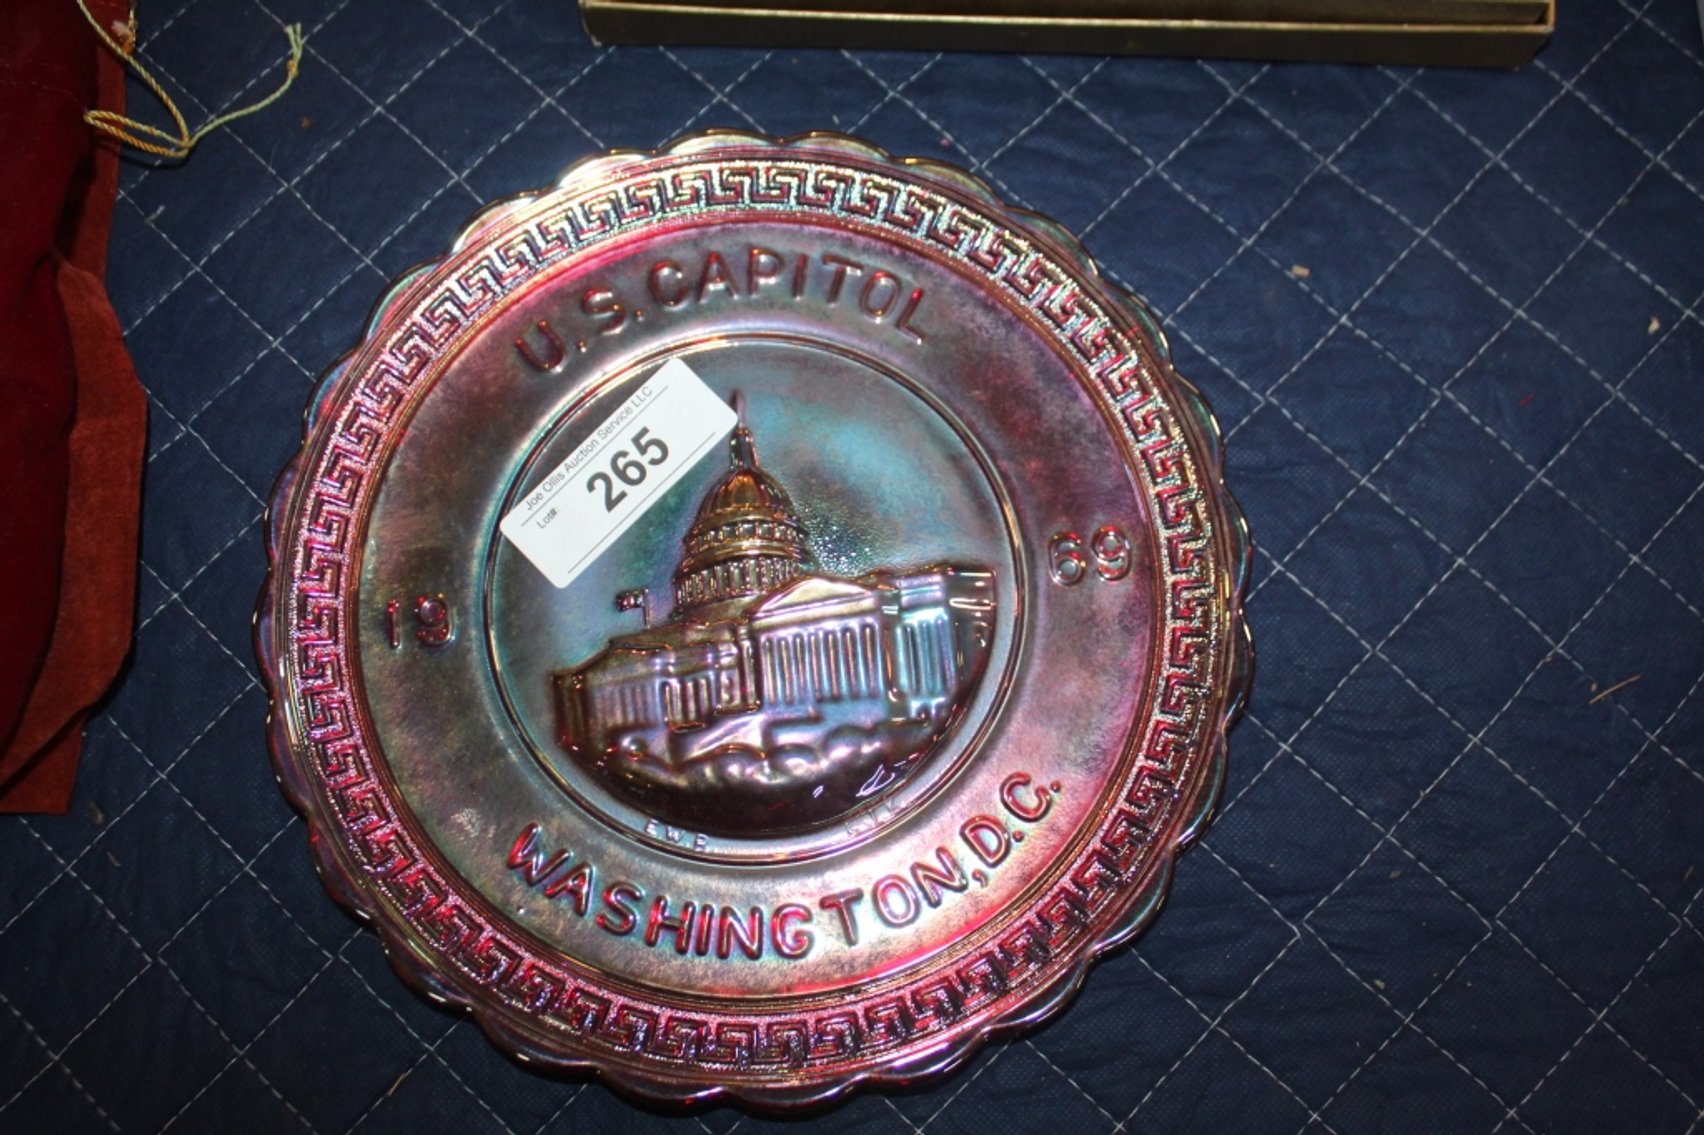 U.S. CAPITOL
Joe Ollis Auction Service LLC
Lot#:
265
19 69
WASHINGTON, D.C.